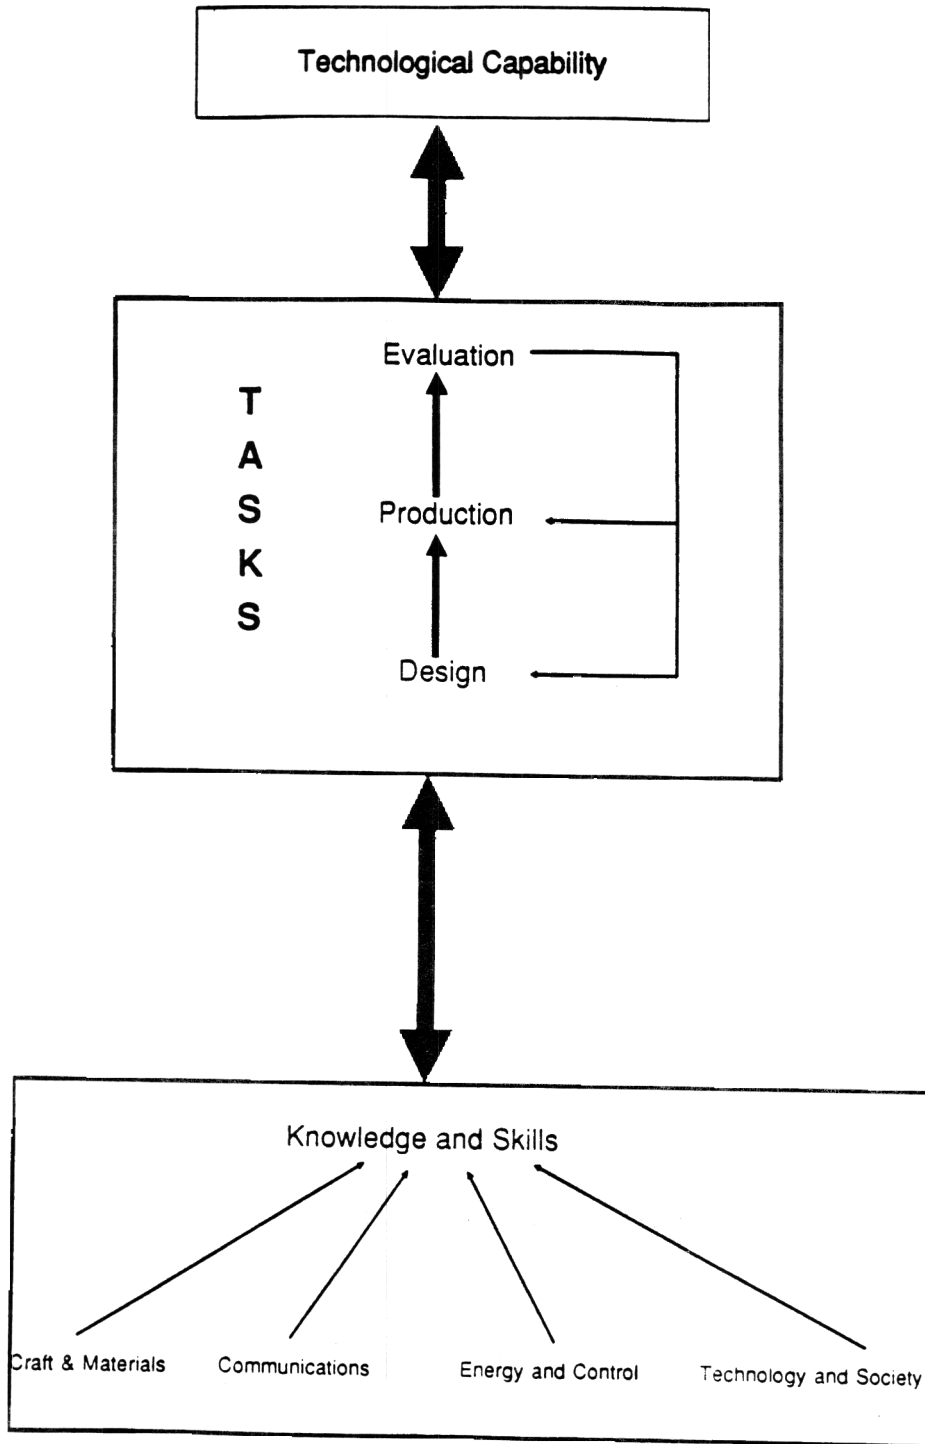 Technological Capability
Evaluation
T
A
S
K
S
Production
Design
Knowledge and Skills
Craft & Materials
Communications
Energy and Control
Technology and Society